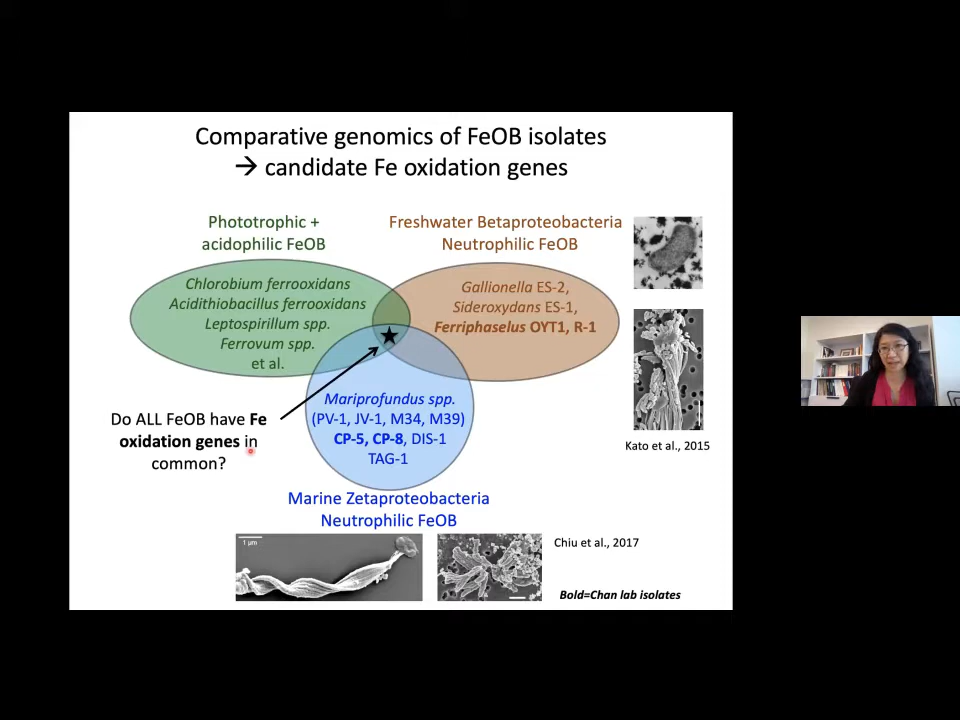 Comparative genomics of FeOB isolates
→ candidate Fe oxidation genes
Phototrophic +
acidophilic FeOB
Freshwater Betaproteobacteria
Neutrophilic FeOB
Chlorobium ferrooxidans
Acidithiobacillus ferrooxidans
Leptospirillum spp.
Ferrovum spp.
et al.
Gallionella ES-2,
Sideroxydans ES-1,
Ferriphaselus OYT1, R-1
Mariprofundus spp.
(PV-1, JV-1, M34, M39)
CP-5, CP-8, DIS-1
TAG-1
Do ALL FeOB have Fe
oxidation genes in
common?
Kato et al., 2015
Marine Zetaproteobacteria
Neutrophilic FeOB
1 µm
Chiu et al., 2017
Bold=Chan lab isolates